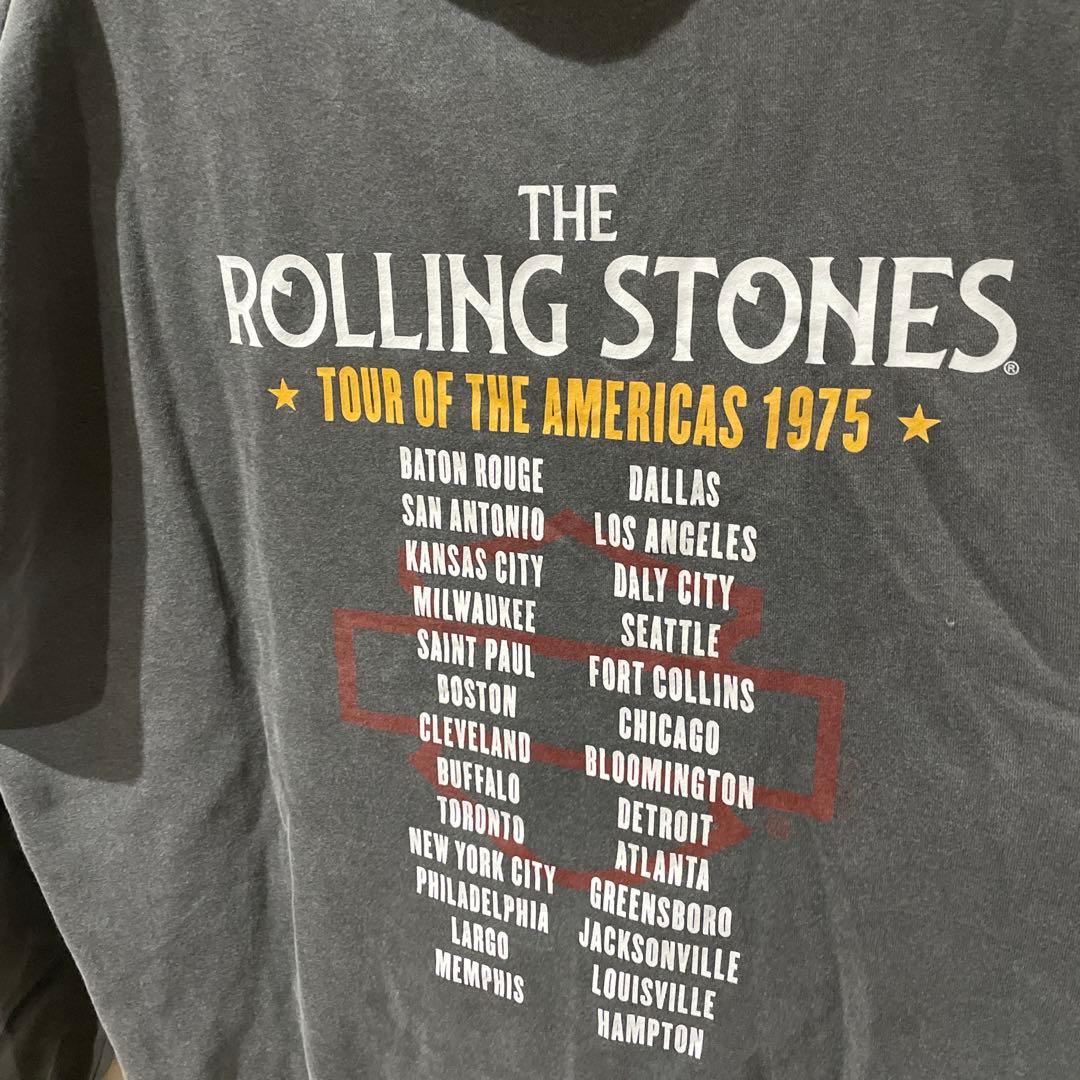 THE
ROLLING STONES®
★ TOUR OF THE AMERICAS 1975 ★
BATON ROUGE
SAN ANTONIO
KANSAS CITY
MILWAUKEE
SAINT PAUL
BOSTON
CLEVELAND
BUFFALO
TORONTO
NEW YORK CITY
PHILADELPHIA
LARGO
MEMPHIS
DALLAS
LOS ANGELES
DALY CITY
SEATTLE
FORT COLLINS
CHICAGO
BLOOMINGTON
DETROIT
ATLANTA
GREENSBORO
JACKSONVILLE
LOUISVILLE
HAMPTON
®